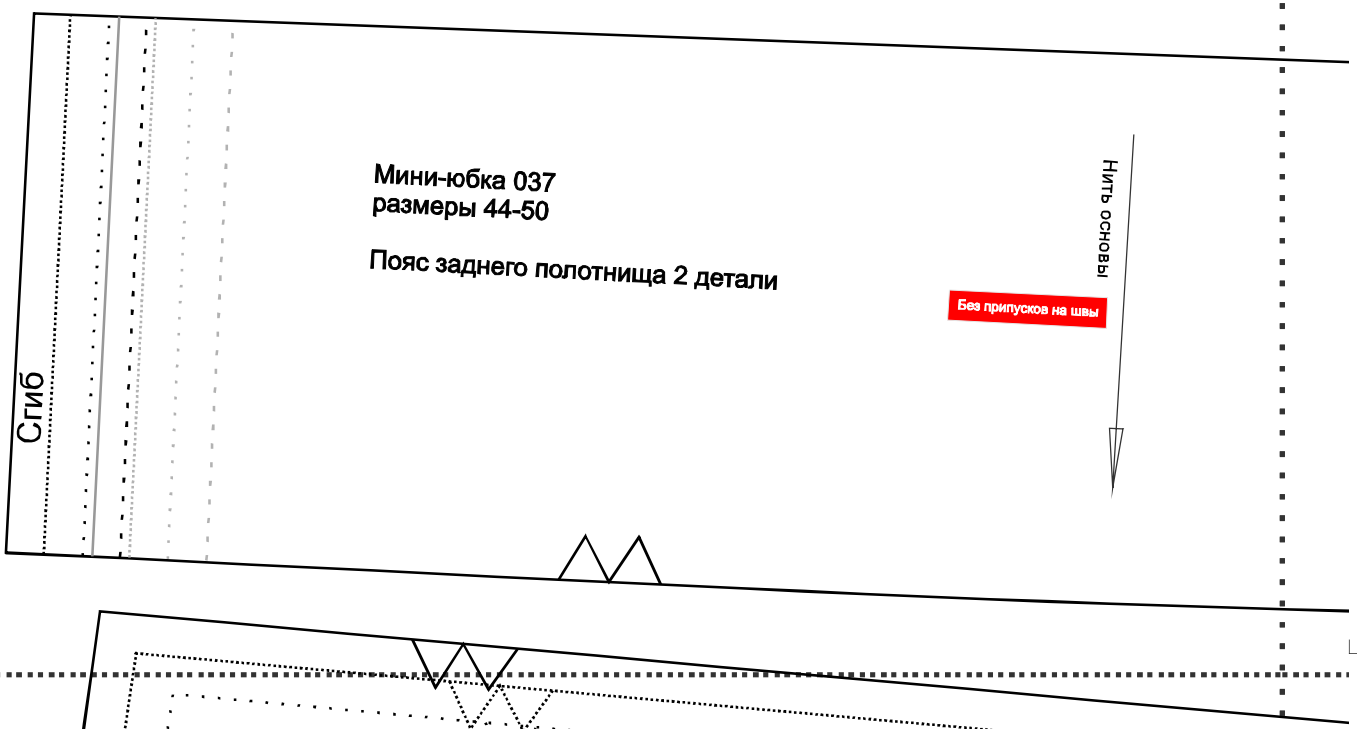 Мини-юбка 037
размеры 44-50
Пояс заднего полотнища 2 детали
Нить основы
Без припусков на швы
Сгиб